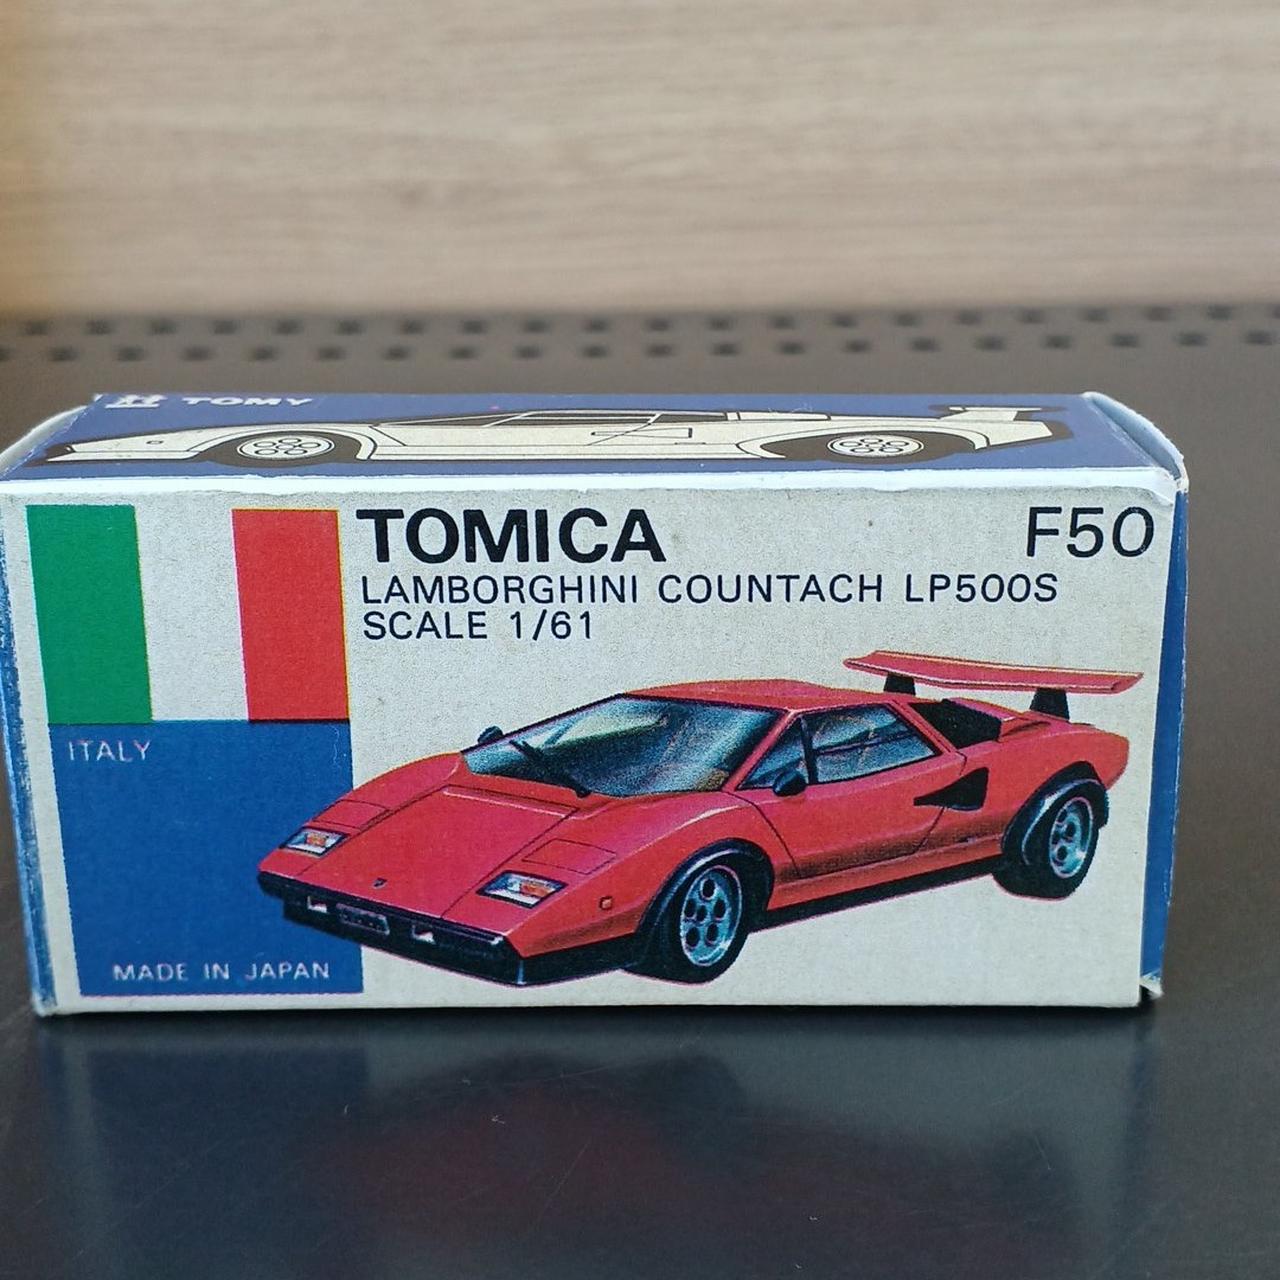 TOMY
TOMICA
F50
LAMBORGHINI COUNTACH LP500S
SCALE 1/61
ITALY
MADE IN JAPAN